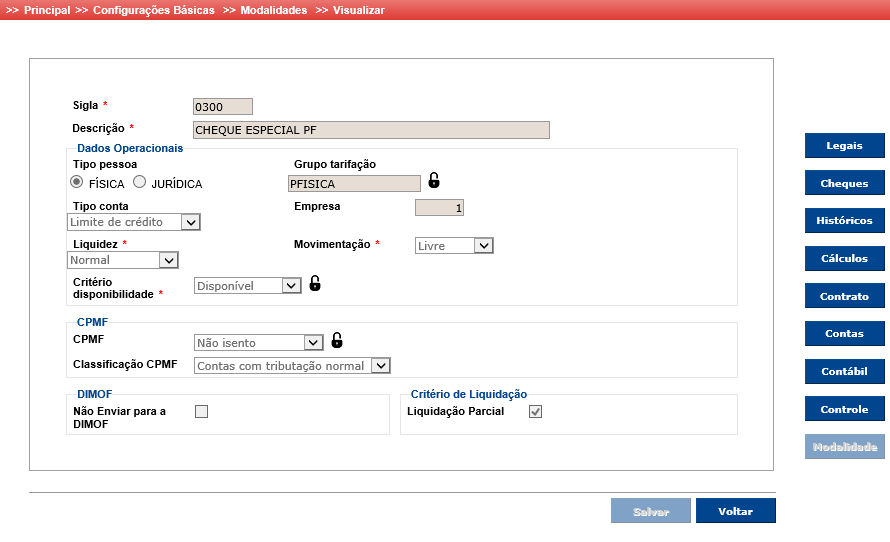 >> Principal >> Configurações Básicas >> Modalidades >> Visualizar
Sigla * 0300
Descrição * CHEQUE ESPECIAL PF
Dados Operacionais
Tipo pessoa Grupo tarifação
FÍSICA JURÍDICA PFISICA
Tipo conta Empresa 1
Limite de crédito
Liquidez * Movimentação * Livre
Normal
Critério
disponibilidade * Disponível
CPMF
CPMF Não isento
Classificação CPMF Contas com tributação normal
DIMOF
Não Enviar para a
DIMOF
Critério de Liquidação
Liquidação Parcial
Legais
Cheques
Históricos
Cálculos
Contrato
Contas
Contábil
Controle
Modalidade
Salvar Voltar